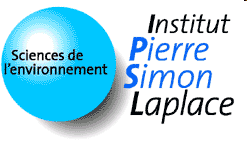 Sciences de
l'environnement
Institut
Pierre
Simon
Laplace